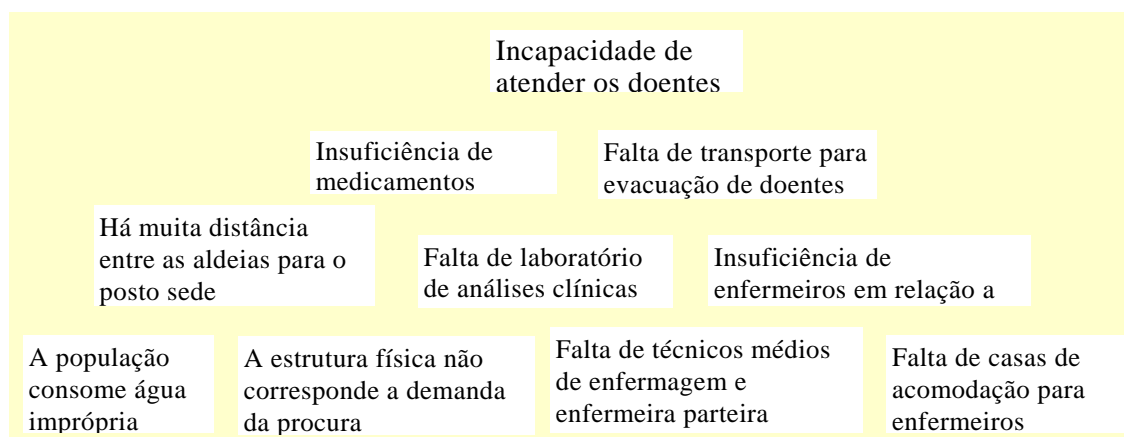 Incapacidade de
atender os doentes
Insuficiência de
medicamentos
Falta de transporte para
evacuação de doentes
Há muita distância
entre as aldeias para o
posto sede
Falta de laboratório
de análises clínicas
Insuficiência de
enfermeiros em relação a
A população
consome água
imprópria
A estrutura física não
corresponde a demanda
da procura
Falta de técnicos médios
de enfermagem e
enfermeira parteira
Falta de casas de
acomodação para
enfermeiros